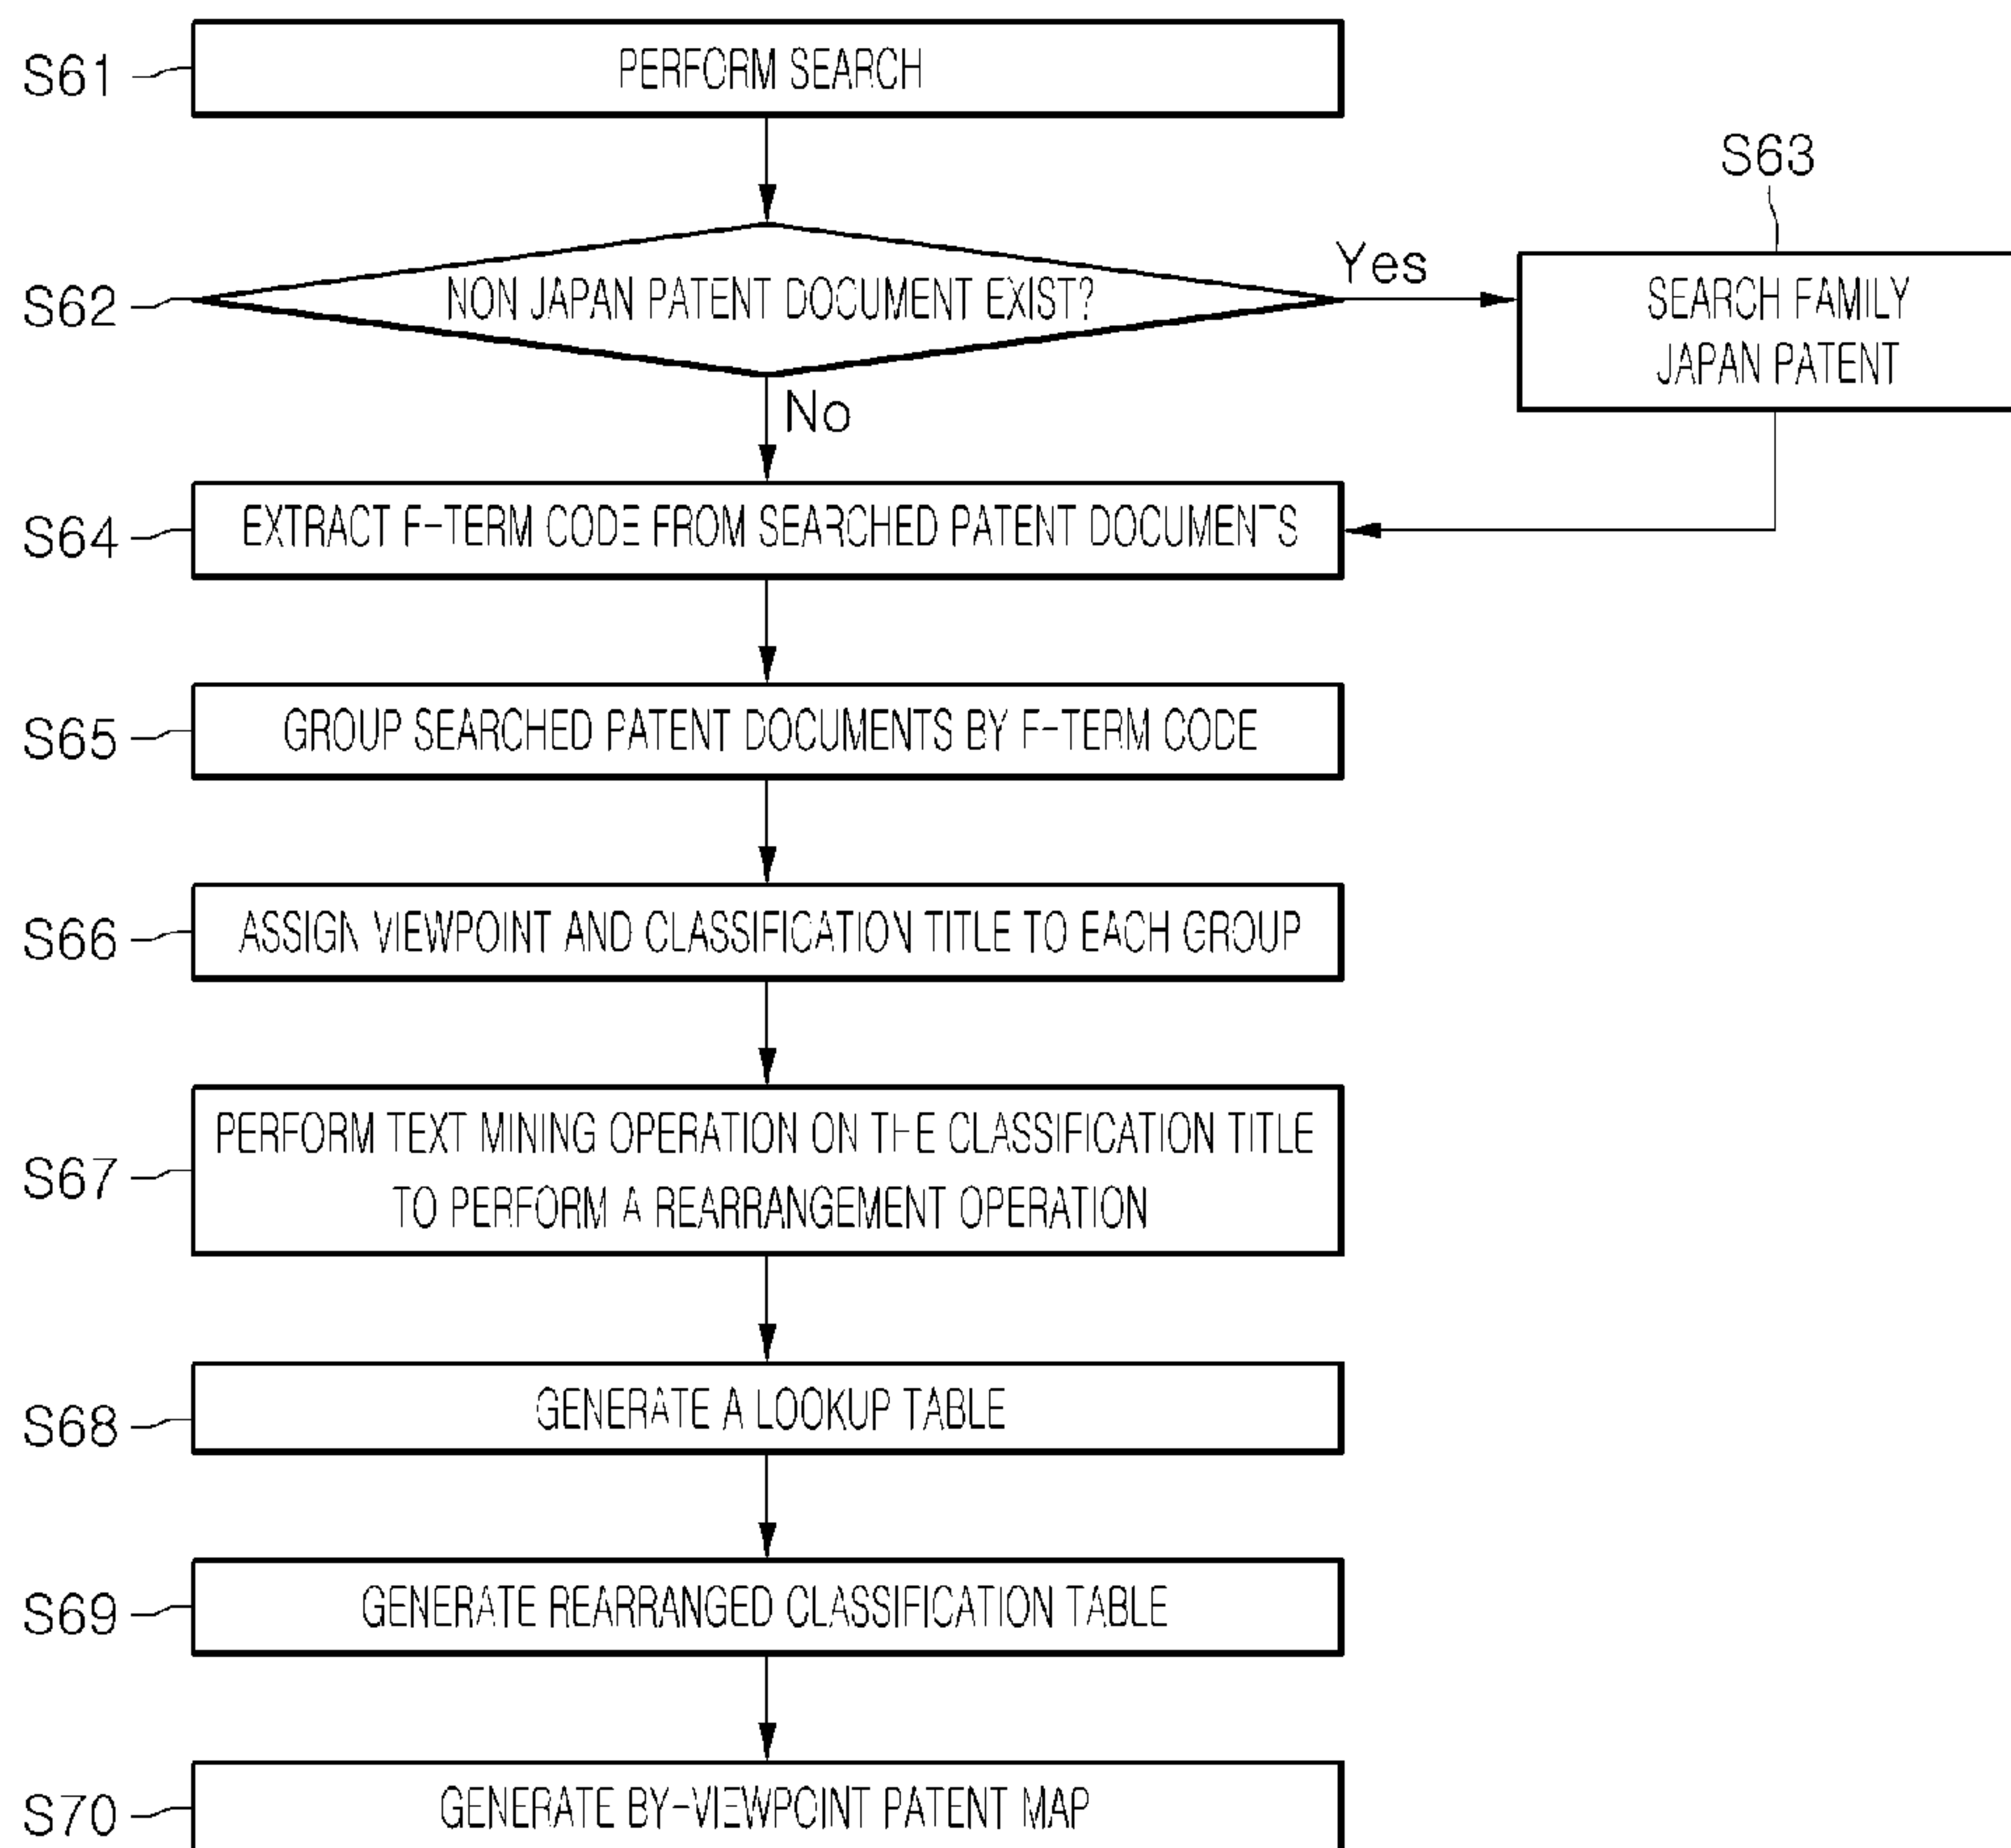 S61
PERFORM SEARCH
S63
S62
NON JAPAN PATENT DOCUMENT EXIST?
Yes
SEARCH FAMILY
JAPAN PATENT
No
S64
EXTRACT F-TERM CODE FROM SEARCHED PATENT DOCUMENTS
S65
GROUP SEARCHED PATENT DOCUMENTS BY F-TERM CODE
S66
ASSIGN VIEWPOINT AND CLASSIFICATION TITLE TO EACH GROUP
S67
PERFORM TEXT MINING OPERATION ON THE CLASSIFICATION TITLE
TO PERFORM A REARRANGEMENT OPERATION
S68
GENERATE A LOOKUP TABLE
S69
GENERATE REARRANGED CLASSIFICATION TABLE
S70
GENERATE BY-VIEWPOINT PATENT MAP